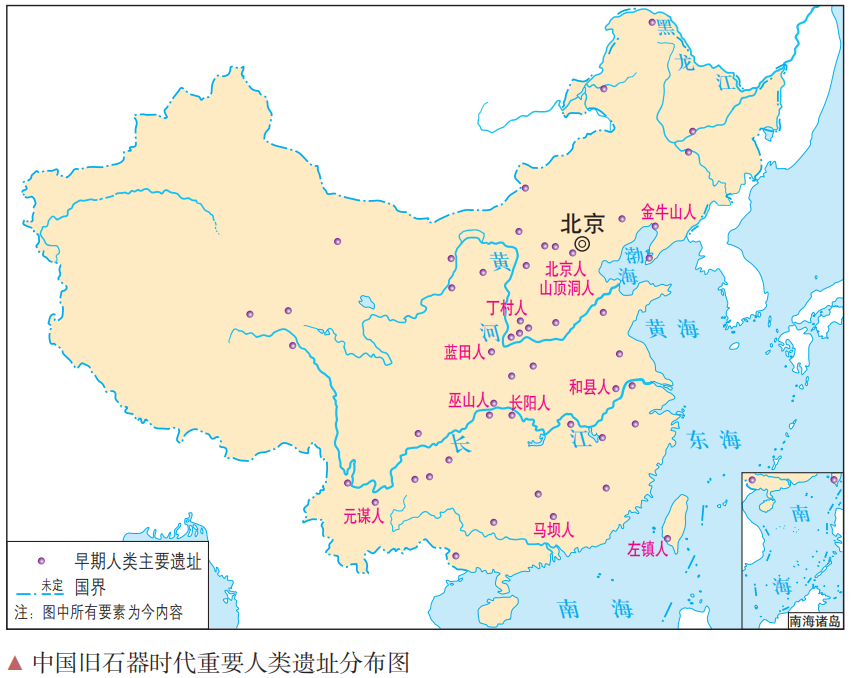 黑
龙
江
金牛山人
北京
渤
海
黄
北京人
山顶洞人
丁村人
河
黄海
蓝田人
和县人
巫山人
长阳人
长
江
东海
元谋人
马坝人
左镇人
南
海
南海
南海诸岛
早期人类主要遗址
未定
国界
注：图中所有要素为今内容
▲ 中国旧石器时代重要人类遗址分布图